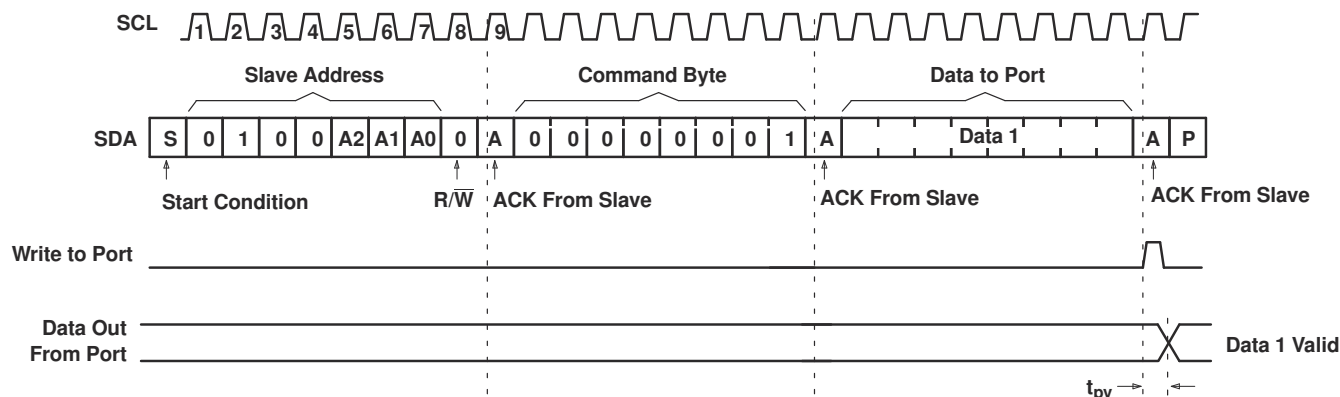 SCL 1 2 3 4 5 6 7 8 9
Slave Address Command Byte Data to Port
SDA S 0 1 0 0 A2 A1 A0 0 A 0 0 0 0 0 0 0 1 A Data 1 A P
Start Condition R/W̅ ACK From Slave ACK From Slave ACK From Slave
Write to Port
Data Out
From Port
Data 1 Valid
tpv